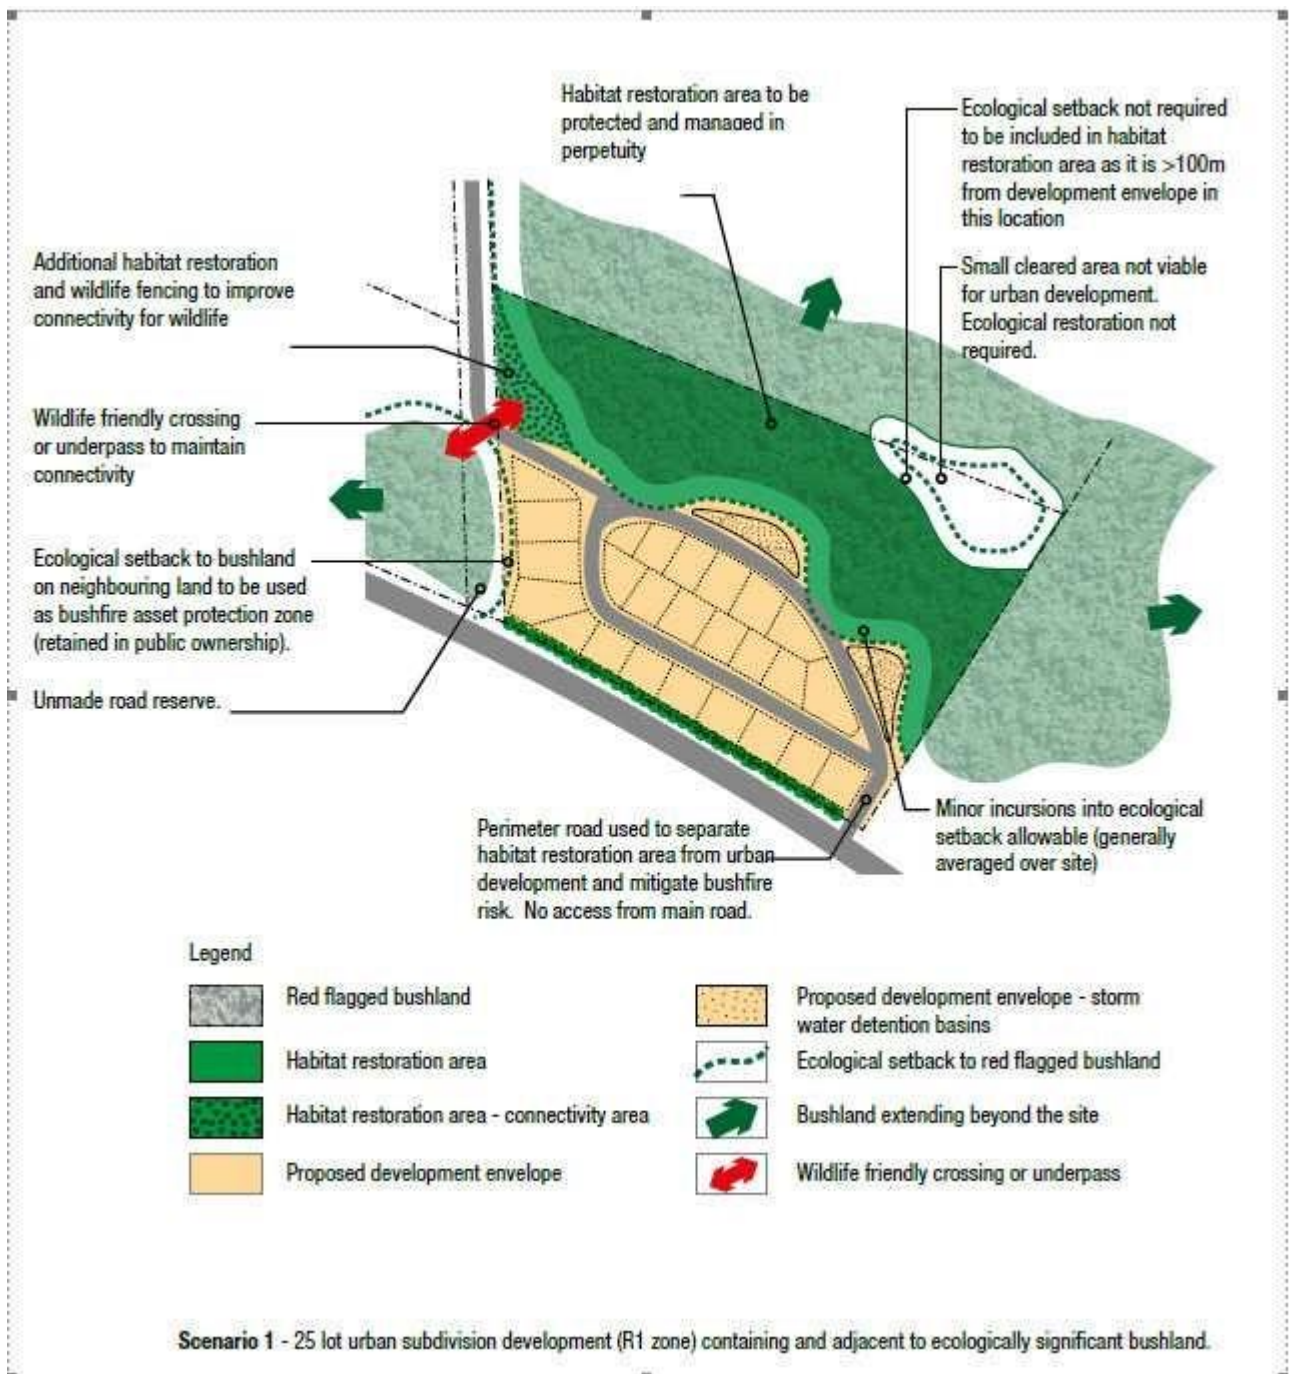 Habitat restoration area to be
protected and managed in
perpetuity
Ecological setback not required
to be included in habitat
restoration area as it is >100m
from development envelope in
this location
Additional habitat restoration
and wildlife fencing to improve
connectivity for wildlife
Small cleared area not viable
for urban development.
Ecological restoration not
required.
Wildlife friendly crossing
or underpass to maintain
connectivity
Ecological setback to bushland
on neighbouring land to be used
as bushfire asset protection zone
(retained in public ownership).
Unmade road reserve.
Perimeter road used to separate
habitat restoration area from urban
development and mitigate bushfire
risk. No access from main road.
Minor incursions into ecological
setback allowable (generally
averaged over site)
Legend
Red flagged bushland
Habitat restoration area
Habitat restoration area - connectivity area
Proposed development envelope
Proposed development envelope - storm
water detention basins
Ecological setback to red flagged bushland
Bushland extending beyond the site
Wildlife friendly crossing or underpass
Scenario 1 - 25 lot urban subdivision development (R1 zone) containing and adjacent to ecologically significant bushland.